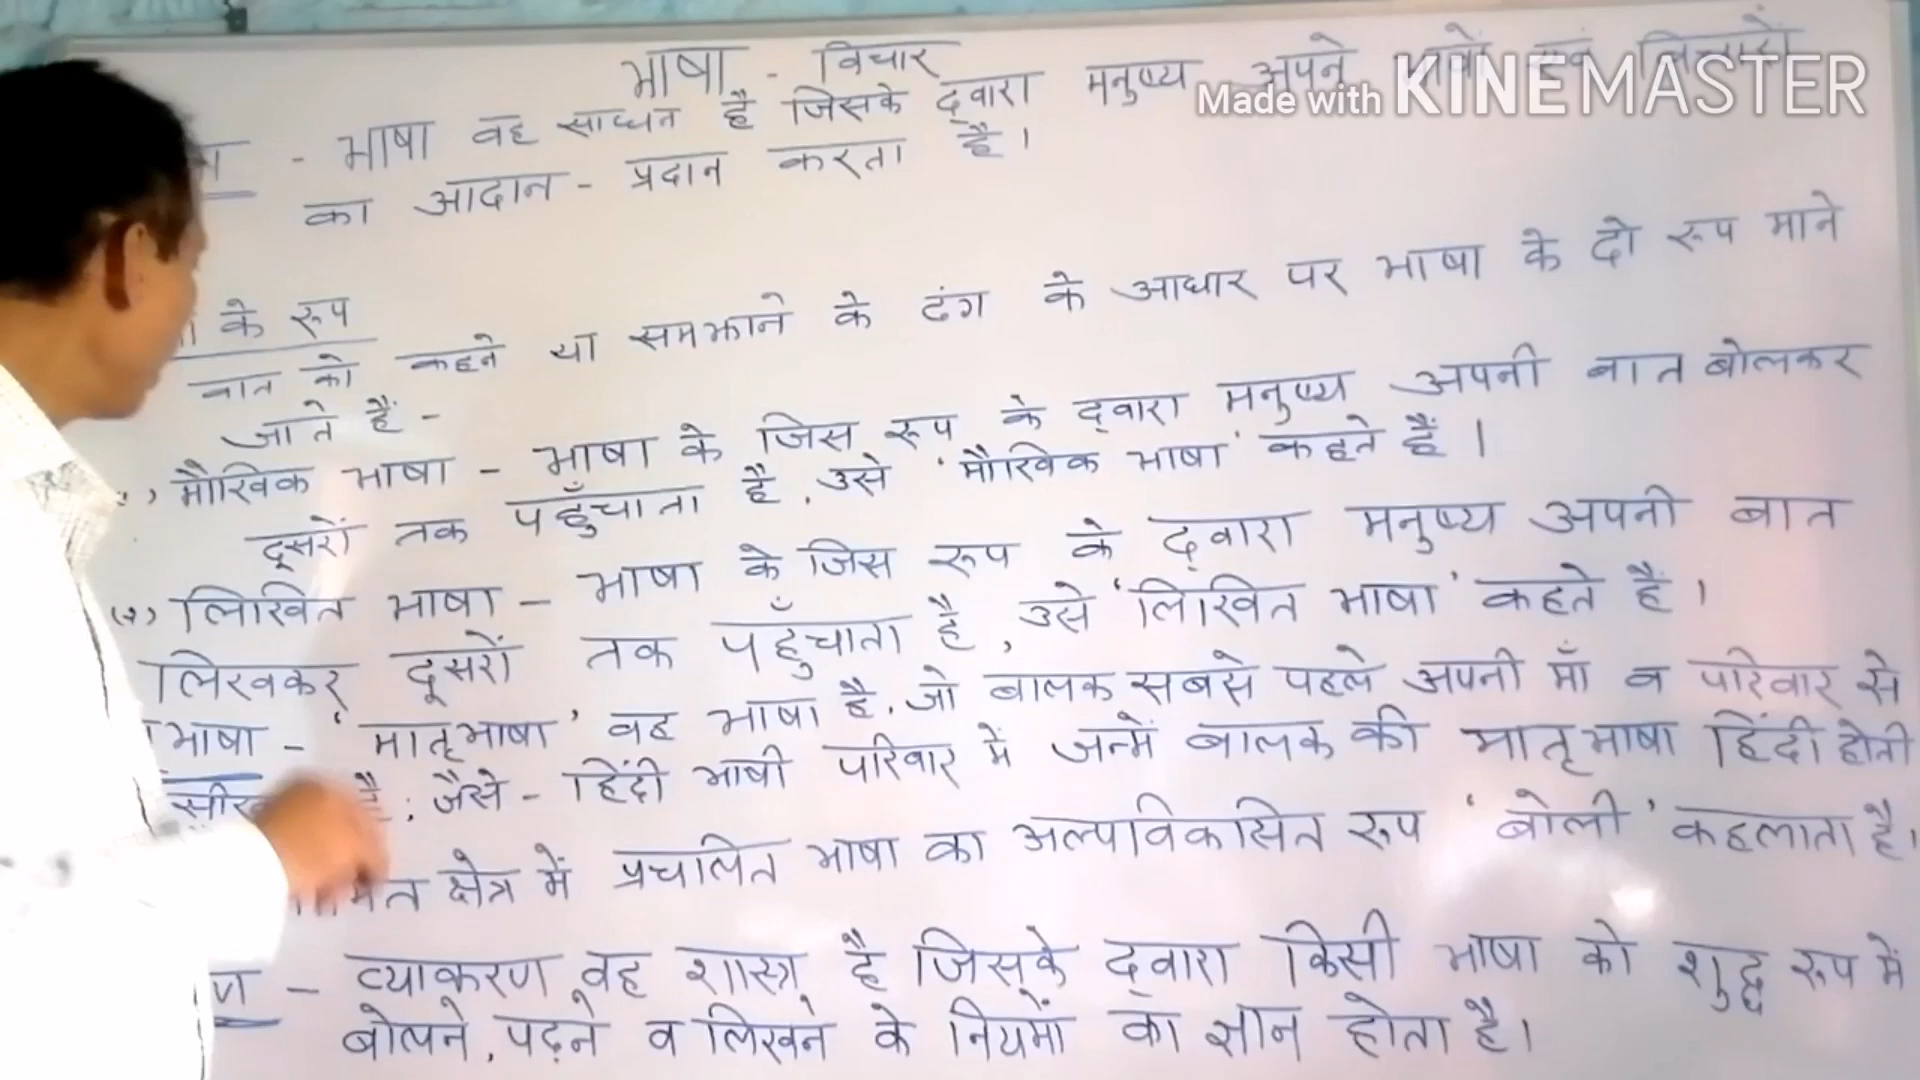 भाषा - विचार
- भाषा वह साधन है जिसके द्वारा मनुष्य अपने
Made with KINEMASTER
का आदान - प्रदान करता है।
के रूप
बात को कहने या समझाने के ढंग के आधार पर भाषा के दो रूप माने
जाते हैं -
मौखिक भाषा - भाषा के जिस रूप के द्वारा मनुष्य अपनी बात बोलकर
दूसरों तक पहुँचाता है, उसे 'मौखिक भाषा' कहते हैं।
(२) लिखित भाषा - भाषा के जिस रूप के द्वारा मनुष्य अपनी बात
लिखकर दूसरों तक पहुँचाता है, उसे 'लिखित भाषा' कहते हैं।
भाषा - 'मातृभाषा' वह भाषा है, जो बालक सबसे पहले अपनी माँ व परिवार से
है; जैसे - हिंदी भाषी परिवार में जन्में बालक की मातृभाषा हिंदी होती
क्षेत्र में प्रचलित भाषा का अल्पविकसित रूप 'बोली' कहलाता है।
- व्याकरण वह शास्त्र है जिसके द्वारा किसी भाषा को शुद्ध रूप में
बोलने, पढ़ने व लिखने के नियमों का ज्ञान होता है।